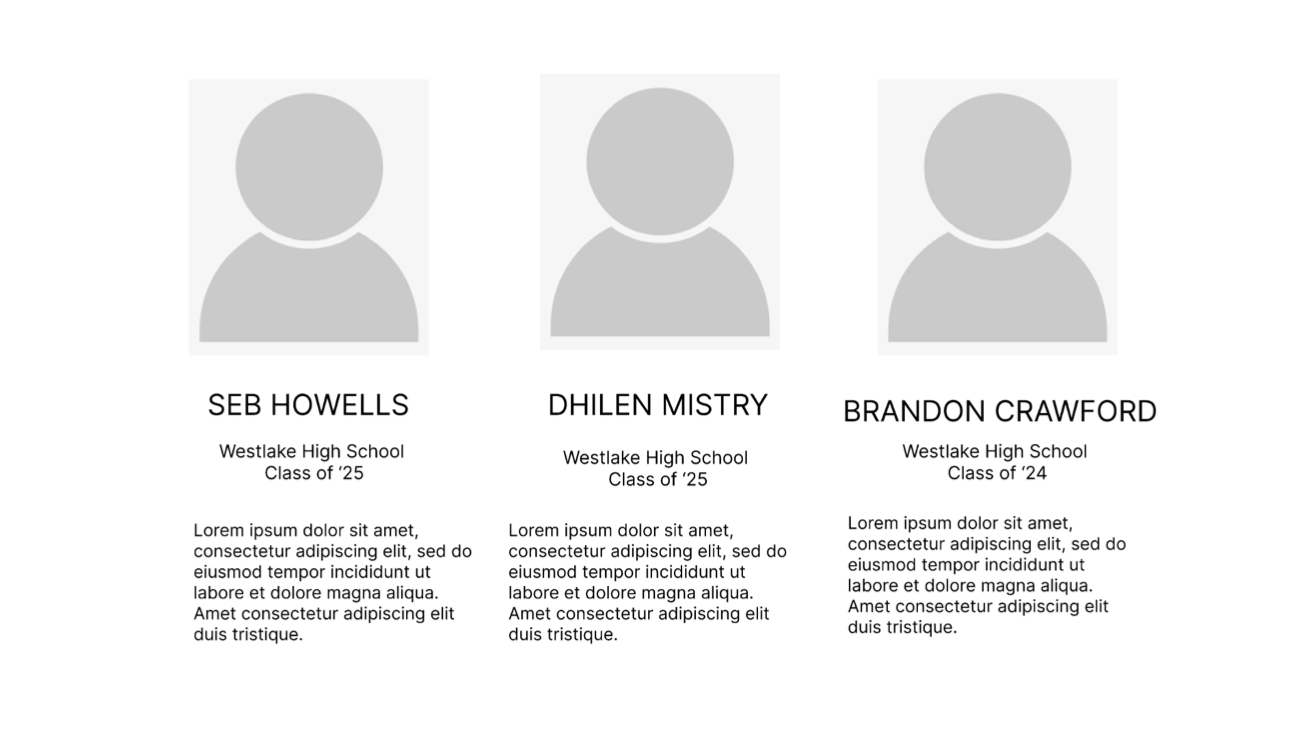 SEB HOWELLS
Westlake High School
Class of ‘25
Lorem ipsum dolor sit amet,
consectetur adipiscing elit, sed do
eiusmod tempor incididunt ut
labore et dolore magna aliqua.
Amet consectetur adipiscing elit
duis tristique.
DHILEN MISTRY
Westlake High School
Class of ‘25
Lorem ipsum dolor sit amet,
consectetur adipiscing elit, sed do
eiusmod tempor incididunt ut
labore et dolore magna aliqua.
Amet consectetur adipiscing elit
duis tristique.
BRANDON CRAWFORD
Westlake High School
Class of ‘24
Lorem ipsum dolor sit amet,
consectetur adipiscing elit, sed do
eiusmod tempor incididunt ut
labore et dolore magna aliqua.
Amet consectetur adipiscing elit
duis tristique.